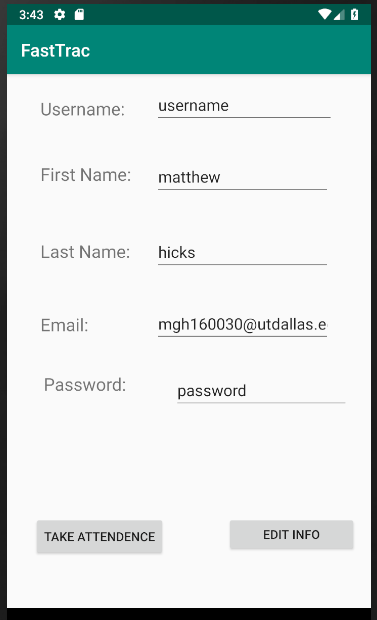 3:43
FastTrac
Username: username
First Name: matthew
Last Name: hicks
Email: mgh160030@utdallas.e
Password: password
TAKE ATTENDENCE EDIT INFO